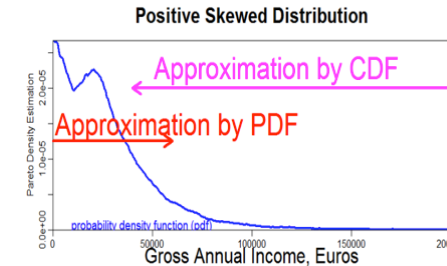 Positive Skewed Distribution
Pareto Density Estimation
2.0e-05
1.0e-05
0.0e+00
Approximation by CDF
Approximation by PDF
probability density function (pdf)
0 50000 100000 150000
Gross Annual Income, Euros